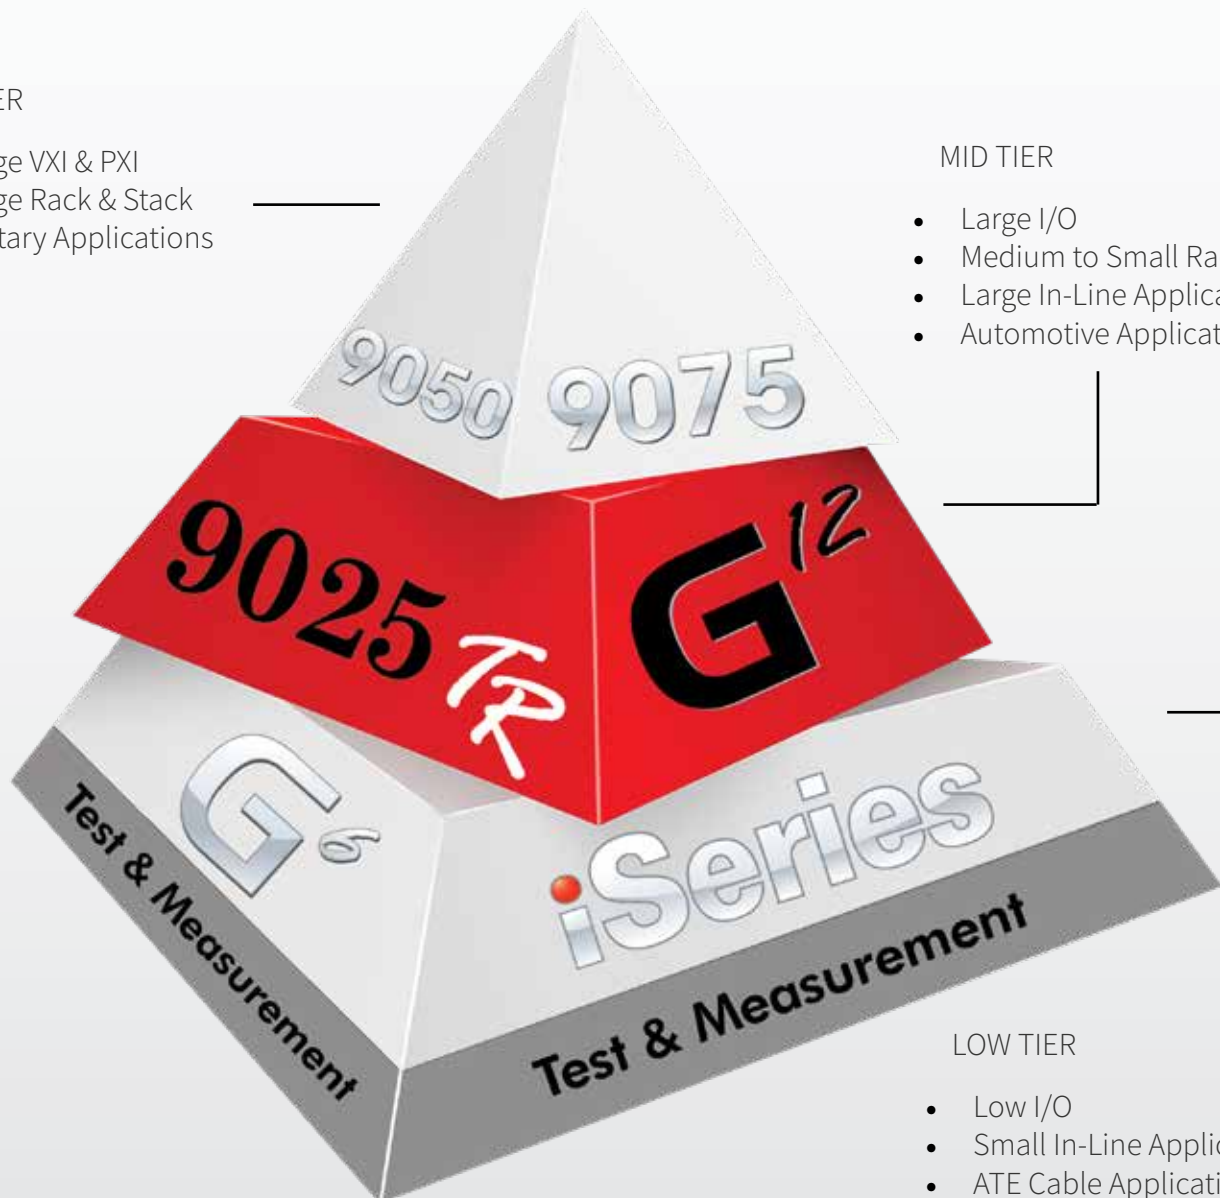 ER
ge VXI & PXI
ge Rack & Stack
tary Applications
MID TIER
• Large I/O
• Medium to Small Ra
• Large In-Line Applica
• Automotive Applicat
9050 9075
9025 TR G12
G6 iSeries
Test & Measurement
Test & Measurement
LOW TIER
• Low I/O
• Small In-Line Applic
• ATE Cable Applicati